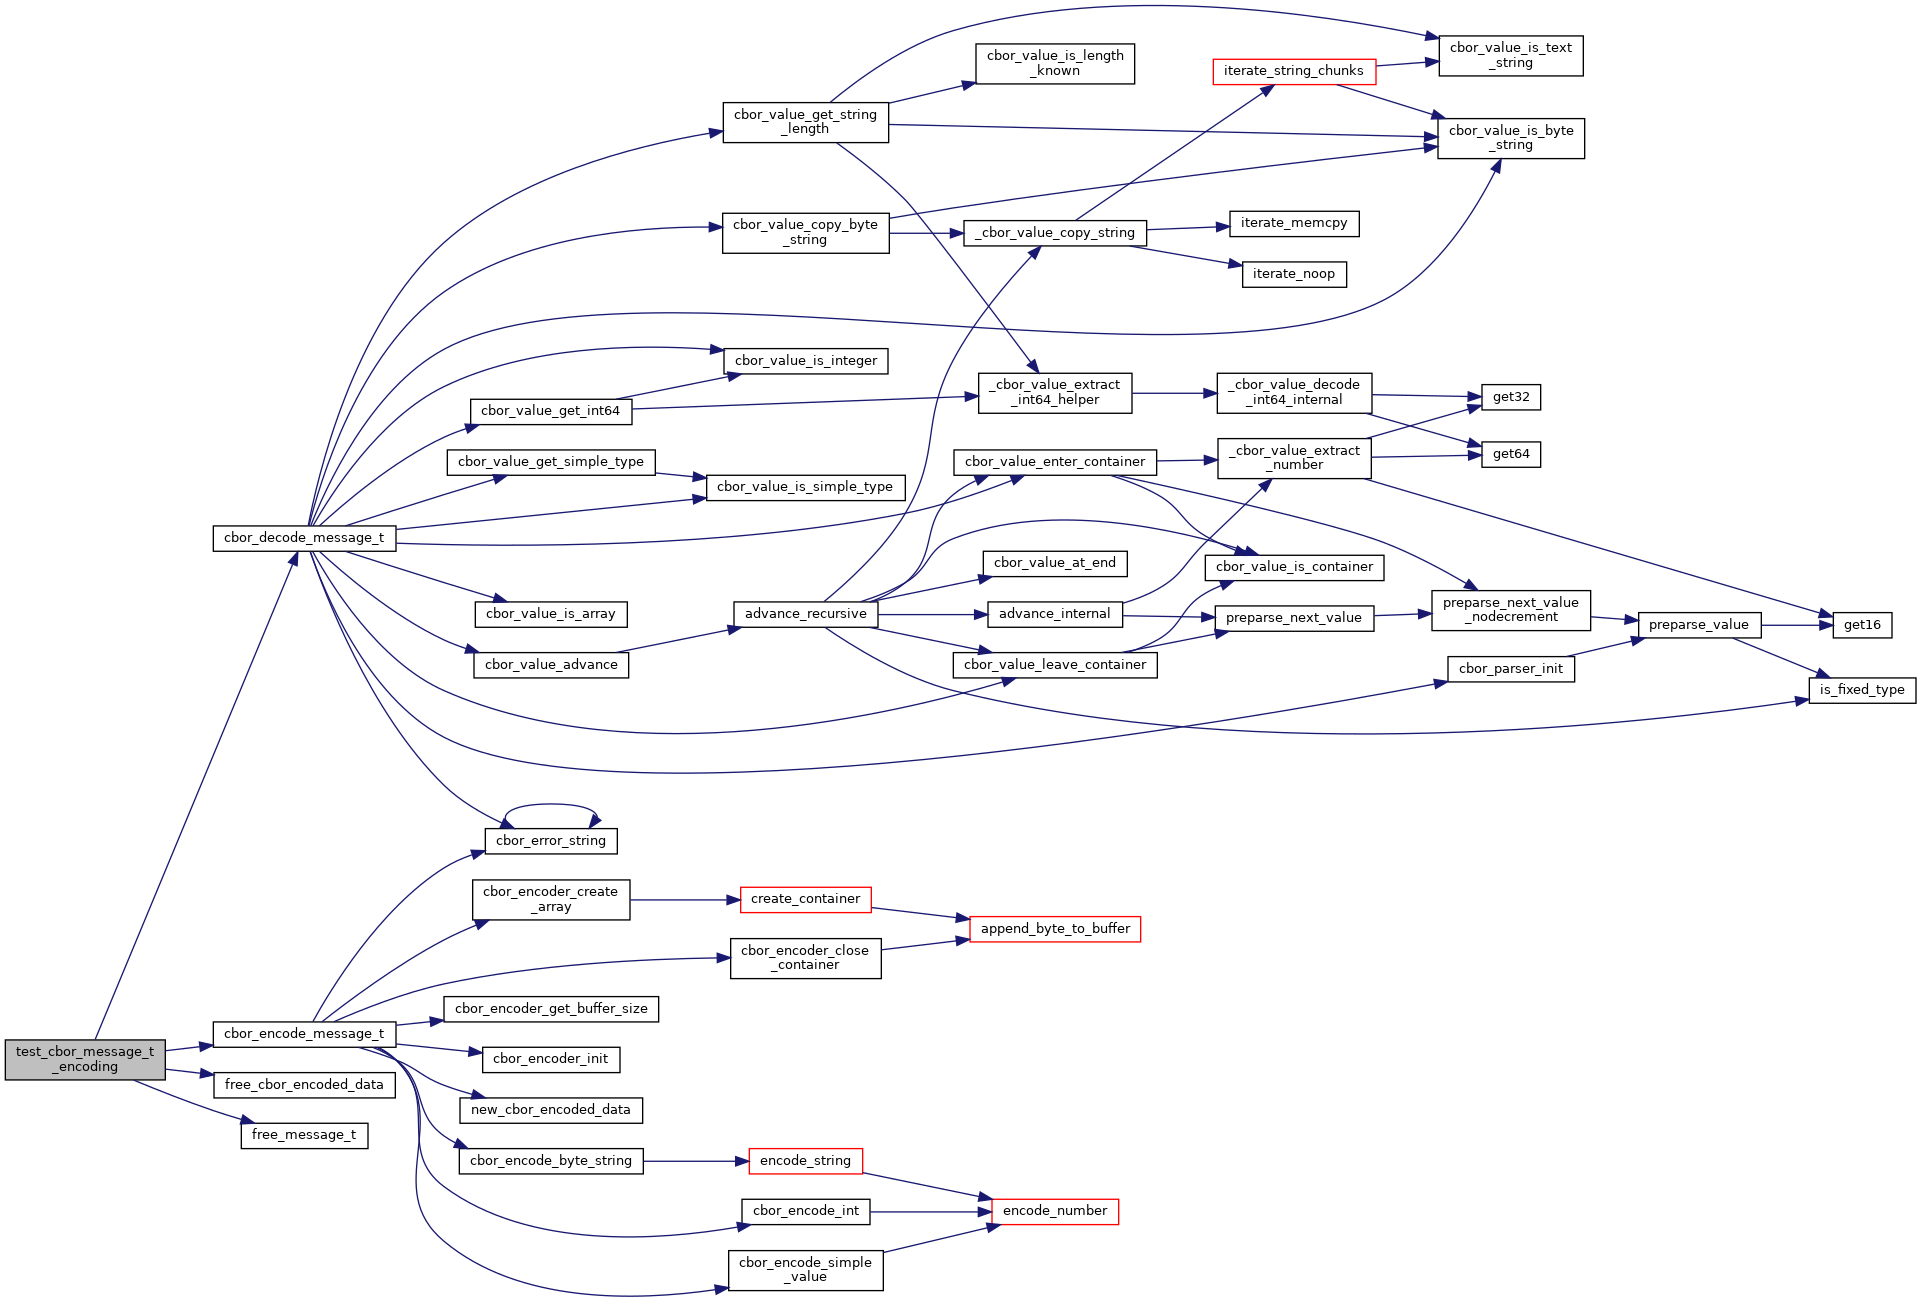 cbor_value_is_text
_string
cbor_value_is_length
_known
iterate_string_chunks
cbor_value_get_string
_length
cbor_value_is_byte
_string
cbor_value_copy_byte
_string
_cbor_value_copy_string
iterate_memcpy
iterate_noop
cbor_value_is_integer
cbor_value_get_int64
_cbor_value_extract
_int64_helper
_cbor_value_decode
_int64_internal
get32
cbor_value_get_simple_type
cbor_value_is_simple_type
cbor_value_enter_container
_cbor_value_extract
_number
get64
cbor_decode_message_t
cbor_value_at_end
cbor_value_is_container
cbor_value_is_array
advance_recursive
advance_internal
preparse_next_value
preparse_next_value
_nodecrement
preparse_value
get16
cbor_value_advance
cbor_value_leave_container
cbor_parser_init
is_fixed_type
cbor_error_string
cbor_encoder_create
_array
create_container
append_byte_to_buffer
cbor_encoder_close
_container
cbor_encoder_get_buffer_size
cbor_encode_message_t
test_cbor_message_t
_encoding
cbor_encoder_init
free_cbor_encoded_data
new_cbor_encoded_data
free_message_t
cbor_encode_byte_string
encode_string
cbor_encode_int
encode_number
cbor_encode_simple
_value